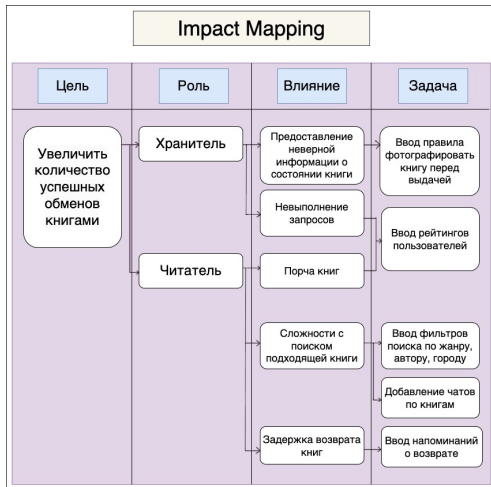 Impact Mapping
Цель
Роль
Влияние
Задача
Увеличить
количество
успешных
обменов
книгами
Хранитель
Предоставление
неверной
информации о
состоянии книги
Ввод правила
фотографировать
книгу перед
выдачей
Невыполнение
запросов
Ввод рейтингов
пользователей
Читатель
Порча книг
Сложности с
поиском
подходящей книги
Ввод фильтров
поиска по жанру,
автору, городу
Добавление чатов
по книгам
Задержка возврата
книг
Ввод напоминаний
о возврате